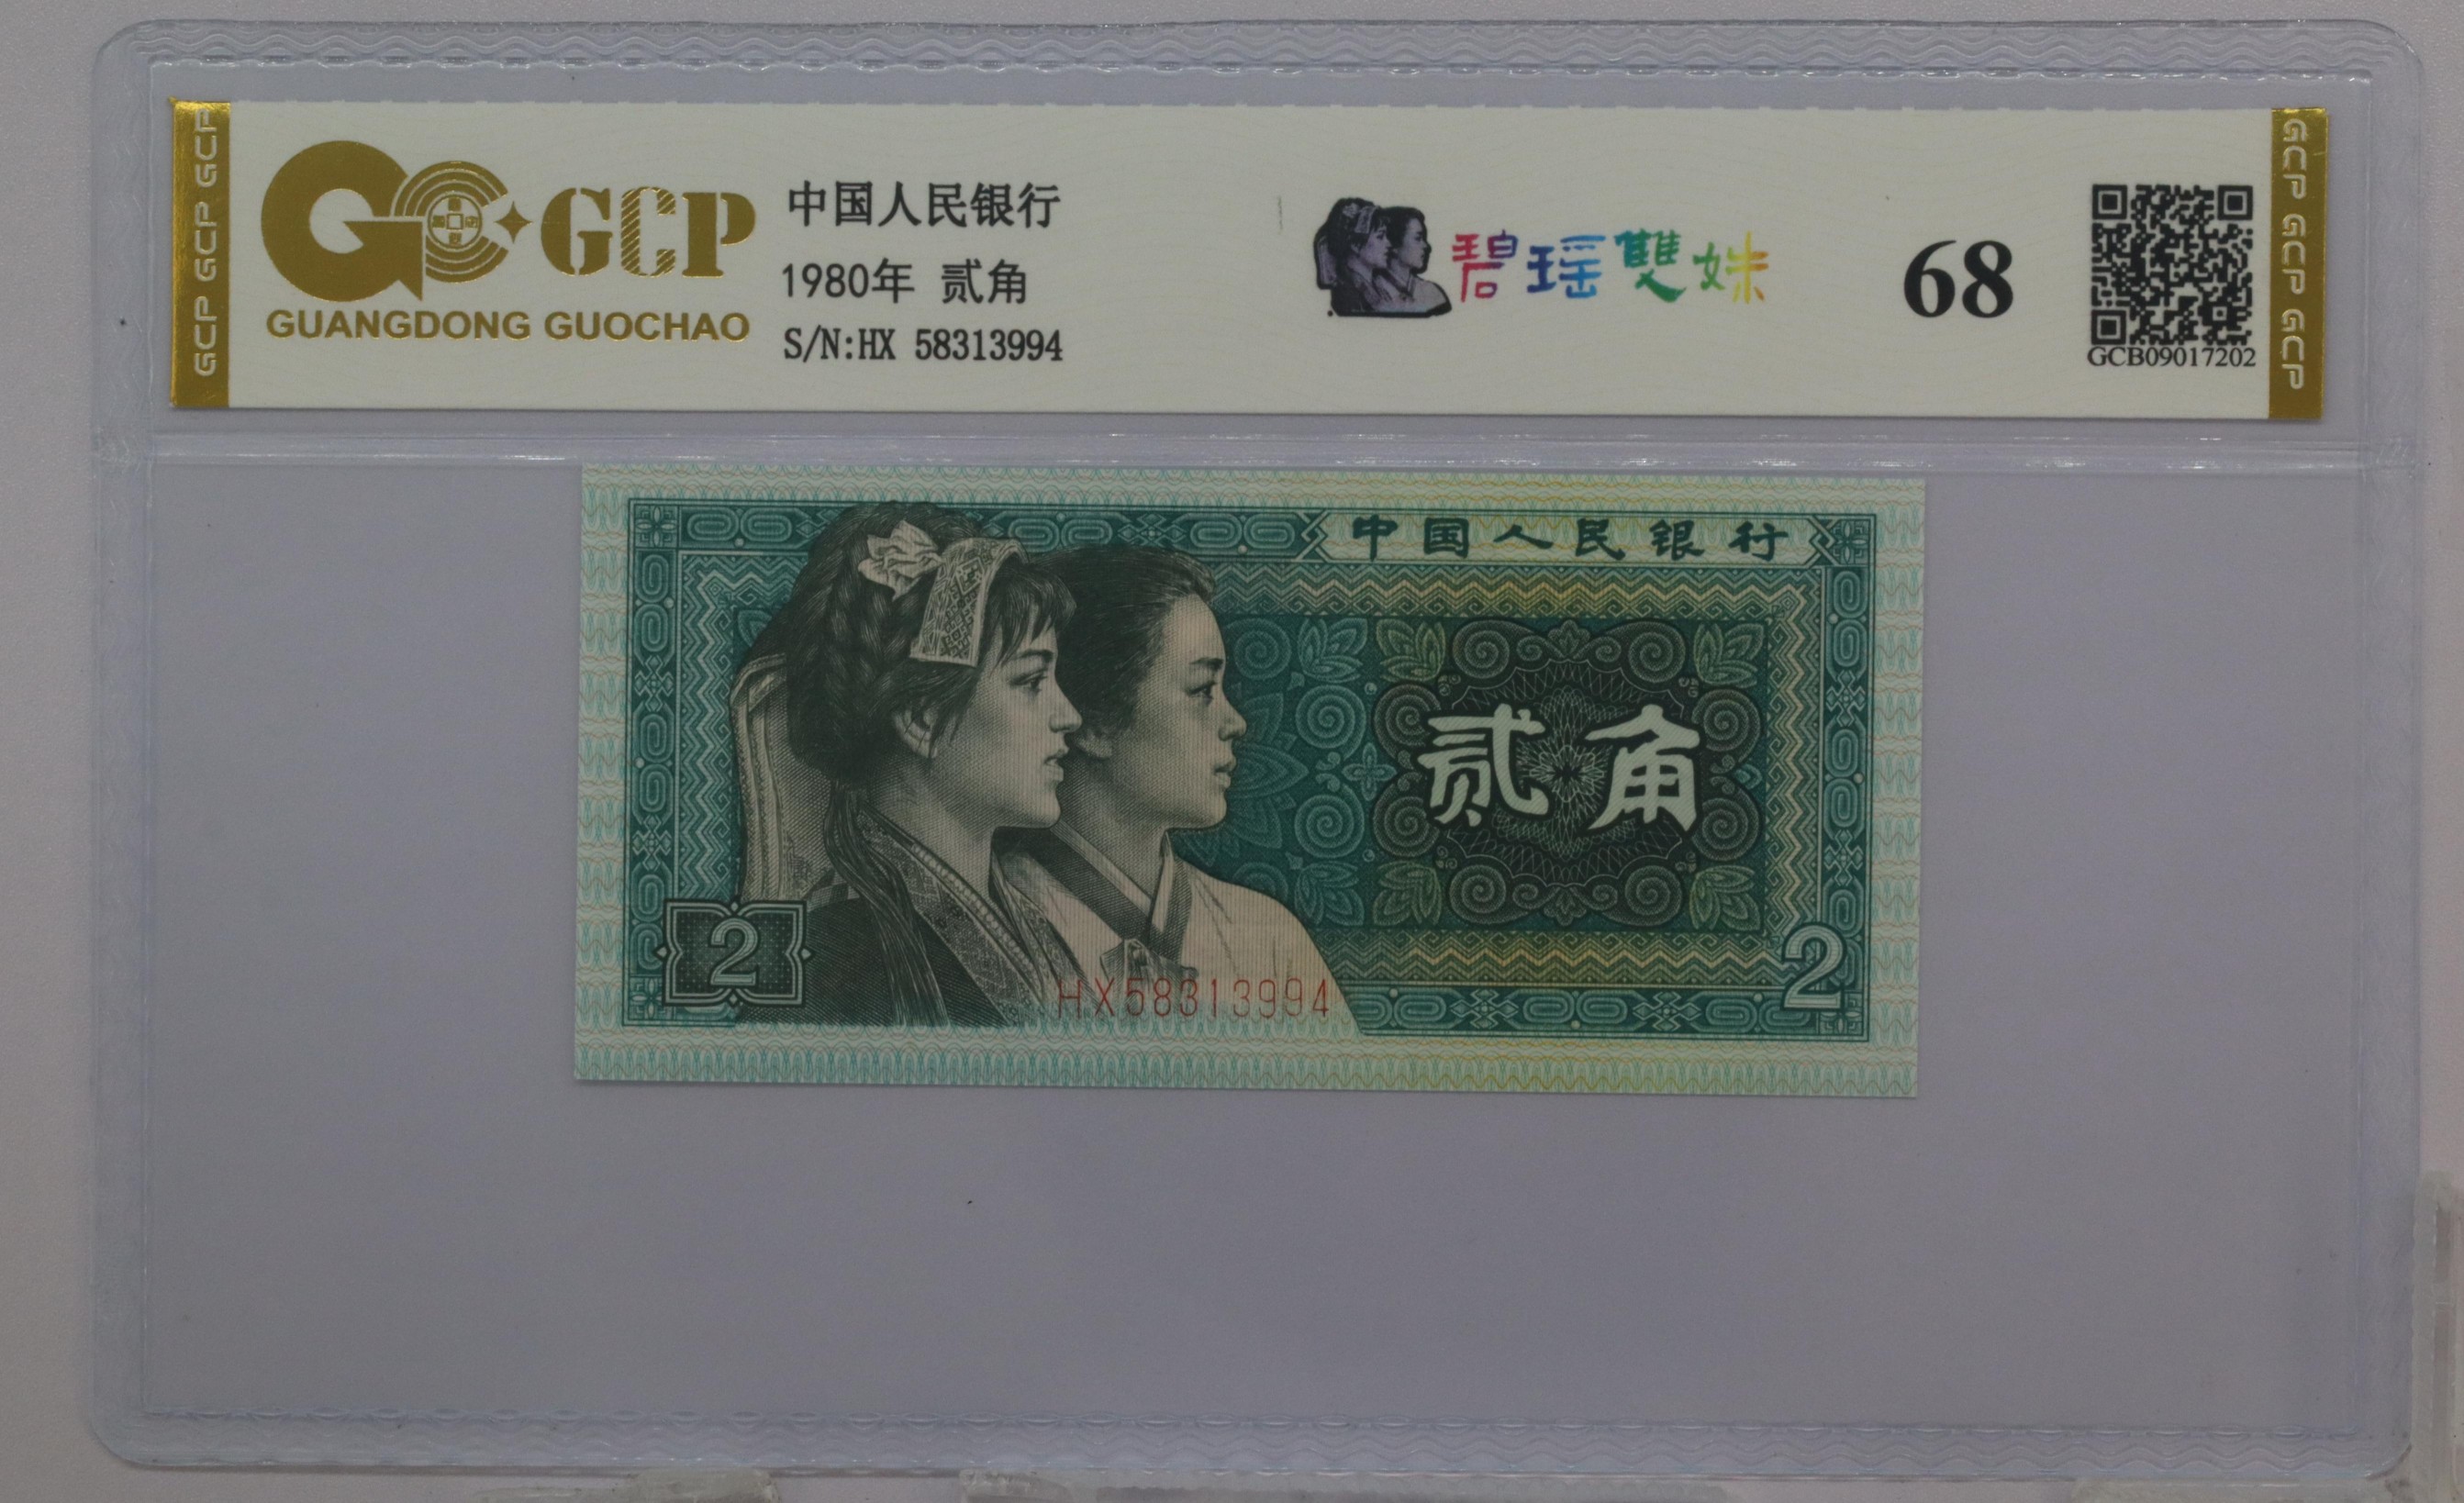 GCP GCP GCP
GCP
GUANGDONG GUOCHAO
中国人民银行
1980年 贰角
S/N:HX 58313994
碧瑶雙姝
68
GCB09017202
GCP GCP GCP
中国人民银行
贰角
2
HX58313994
2